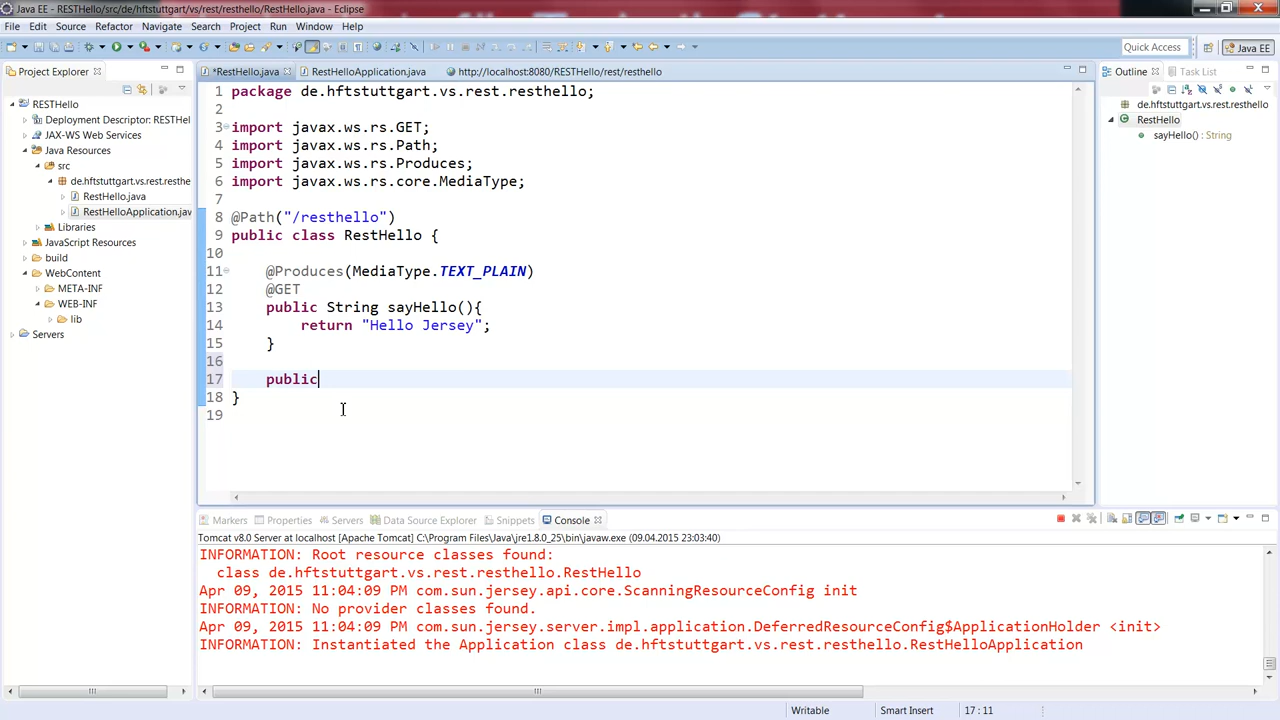 Java EE - RESTHello/src/de/hftstuttgart/vs/rest/resthello/RestHello.java - Eclipse
File Edit Source Refactor Navigate Search Project Run Window Help
Quick Access
Java EE
Project Explorer
*RestHello.java
RestHelloApplication.java
http://localhost:8080/RESTHello/rest/resthello
Outline
Task List
RESTHello
Deployment Descriptor: RESTHel
JAX-WS Web Services
Java Resources
src
de.hftstuttgart.vs.rest.resthe
RestHello.java
RestHelloApplication.jav
Libraries
JavaScript Resources
build
WebContent
META-INF
WEB-INF
lib
Servers
1 package de.hftstuttgart.vs.rest.resthello;
2
3 import javax.ws.rs.GET;
4 import javax.ws.rs.Path;
5 import javax.ws.rs.Produces;
6 import javax.ws.rs.core.MediaType;
7
8 @Path("/resthello")
9 public class RestHello {
10
11 @Produces(MediaType.TEXT_PLAIN)
12 @GET
13 public String sayHello(){
14 return "Hello Jersey";
15 }
16
17 public
18 }
19
de.hftstuttgart.vs.rest.resthello
RestHello
sayHello() : String
Markers
Properties
Servers
Data Source Explorer
Snippets
Console
Tomcat v8.0 Server at localhost [Apache Tomcat] C:\Program Files\Java\jre1.8.0_25\bin\javaw.exe (09.04.2015 23:03:40)
INFORMATION: Root resource classes found:
class de.hftstuttgart.vs.rest.resthello.RestHello
Apr 09, 2015 11:04:09 PM com.sun.jersey.api.core.ScanningResourceConfig init
INFORMATION: No provider classes found.
Apr 09, 2015 11:04:09 PM com.sun.jersey.server.impl.application.DeferredResourceConfig$ApplicationHolder <init>
INFORMATION: Instantiated the Application class de.hftstuttgart.vs.rest.resthello.RestHelloApplication
Writable
Smart Insert
17 : 11